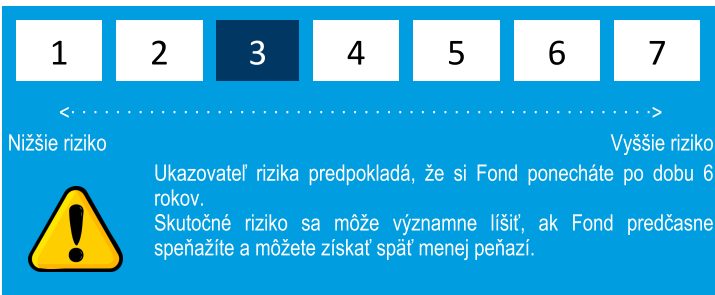 1 2 3 4 5 6 7
Nižšie riziko Vyššie riziko
Ukazovateľ rizika predpokladá, že si Fond ponecháte po dobu 6
rokov.
Skutočné riziko sa môže významne líšiť, ak Fond predčasne
speňažíte a môžete získať späť menej peňazí.